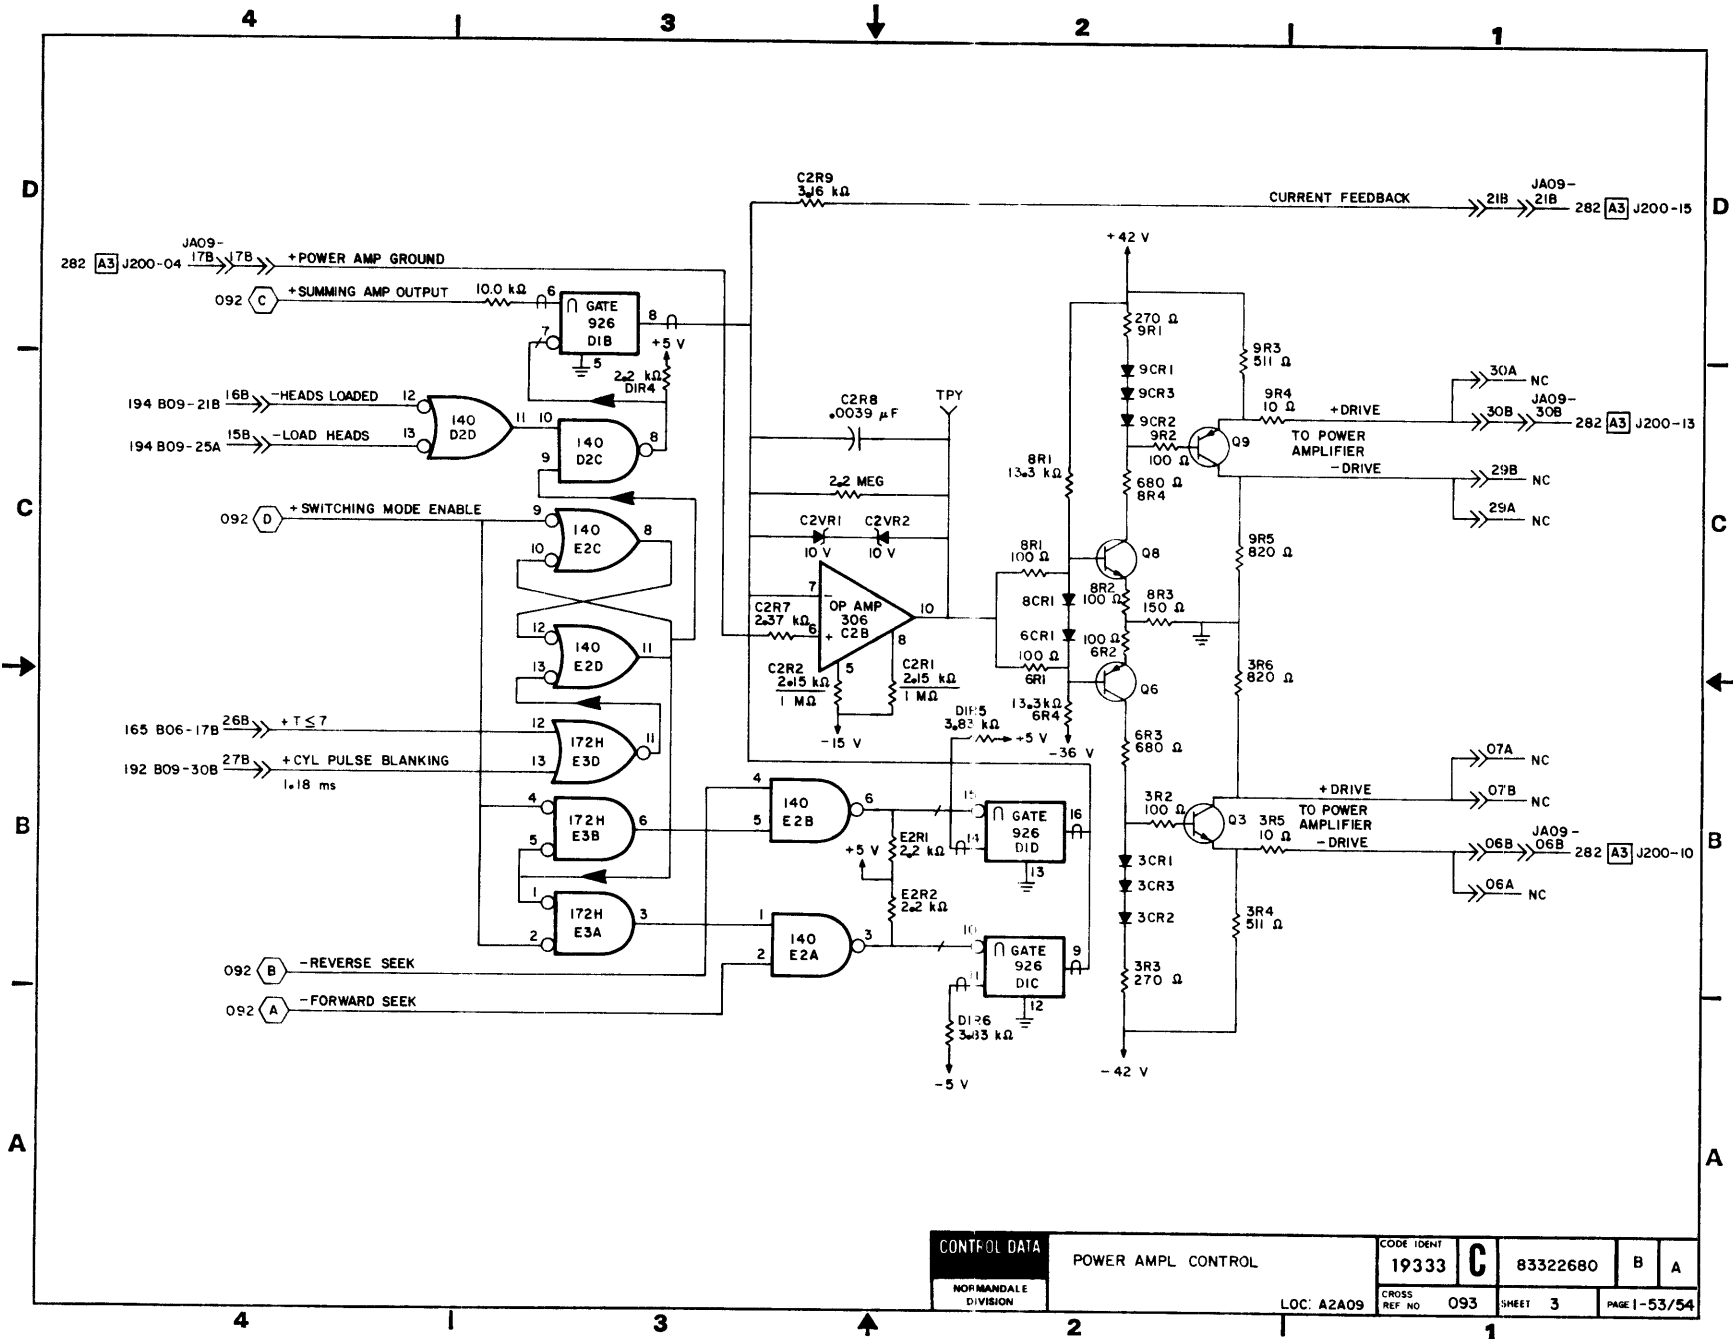 4 3 2 1
D
C2R9
3.16 kΩ
CURRENT FEEDBACK
21B
JA09-
21B
282 A3 J200-15
D
+42 V
JA09-
282 A3 J200-04
17B
17B
+POWER AMP GROUND
092 C
+SUMMING AMP OUTPUT
10.0 kΩ
6
GATE
926
D1B
8
7
5
+5 V
2.2 kΩ
D1R4
270 Ω
9R1
9CR1
9CR3
9CR2
9R3
511 Ω
9R4
10 Ω
9R2
100 Ω
Q9
+DRIVE
TO POWER
AMPLIFIER
-DRIVE
30A
NC
30B
JA09-
30B
282 A3 J200-13
29B
NC
29A
NC
194 B09-21B
16B
-HEADS LOADED
12
194 B09-25A
15B
-LOAD HEADS
13
140
D2D
11
10
140
D2C
8
9
C2R8
.0039 µF
TPY
2.2 MEG
C2VR1
C2VR2
10 V
10 V
8R1
13.3 kΩ
680 Ω
8R4
C
092 D
+SWITCHING MODE ENABLE
9
10
140
E2C
8
C
8R1
100 Ω
Q8
8CR1
8R2
100 Ω
8R3
150 Ω
9R5
820 Ω
6CR1
100 Ω
6R2
100 Ω
6R1
Q6
13.3kΩ
6R4
-36 V
3R6
820 Ω
6R3
680 Ω
7
OP AMP
306
C2B
10
C2R7
2.37 kΩ
6
8
5
C2R2
2.15 kΩ
1 MΩ
C2R1
2.15 kΩ
1 MΩ
-15 V
D1R5
3.83 kΩ
+5 V
12
13
140
E2D
11
165 B06-17B
26B
+T≤7
12
192 B09-30B
27B
+CYL PULSE BLANKING
1.18 ms
13
172H
E3D
11
B
4
5
172H
E3B
6
4
5
140
E2B
6
E2R1
2.2 kΩ
+5 V
E2R2
2.2 kΩ
15
14
GATE
926
D1D
16
13
3R2
100 Ω
Q3
3R5
10 Ω
+DRIVE
TO POWER
AMPLIFIER
-DRIVE
07A
NC
07B
NC
06B
JA09-
06B
282 A3 J200-10
06A
NC
B
3CR1
3CR3
3CR2
3R4
511 Ω
3R3
270 Ω
-42 V
1
2
172H
E3A
3
1
2
140
E2A
3
10
11
GATE
926
D1C
9
12
D1R6
3.83 kΩ
-5 V
092 B
-REVERSE SEEK
092 A
-FORWARD SEEK
A
A
CONTROL DATA
NORMANDALE
DIVISION
POWER AMPL CONTROL
LOC: A2A09
CODE IDENT
19333
C
83322680
B
A
CROSS
REF NO 093
SHEET 3
PAGE 1-53/54
4 3 2 1